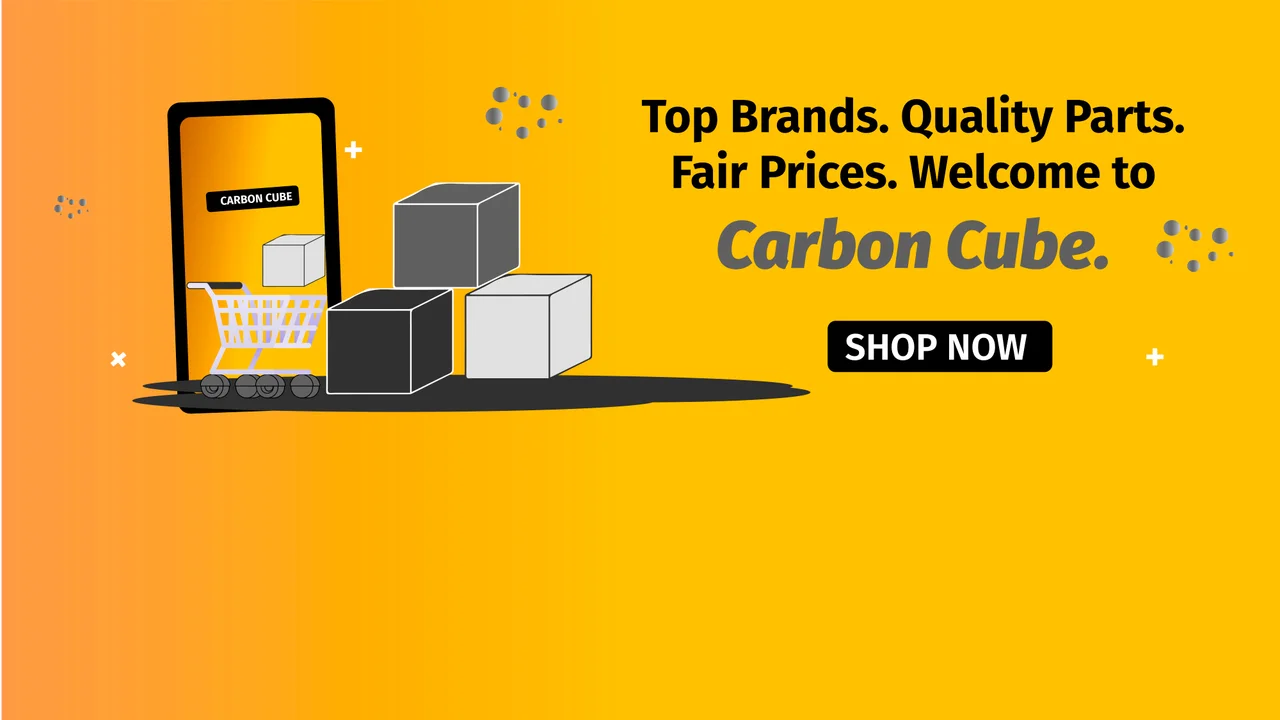 CARBON CUBE
Top Brands. Quality Parts.
Fair Prices. Welcome to
Carbon Cube.
SHOP NOW